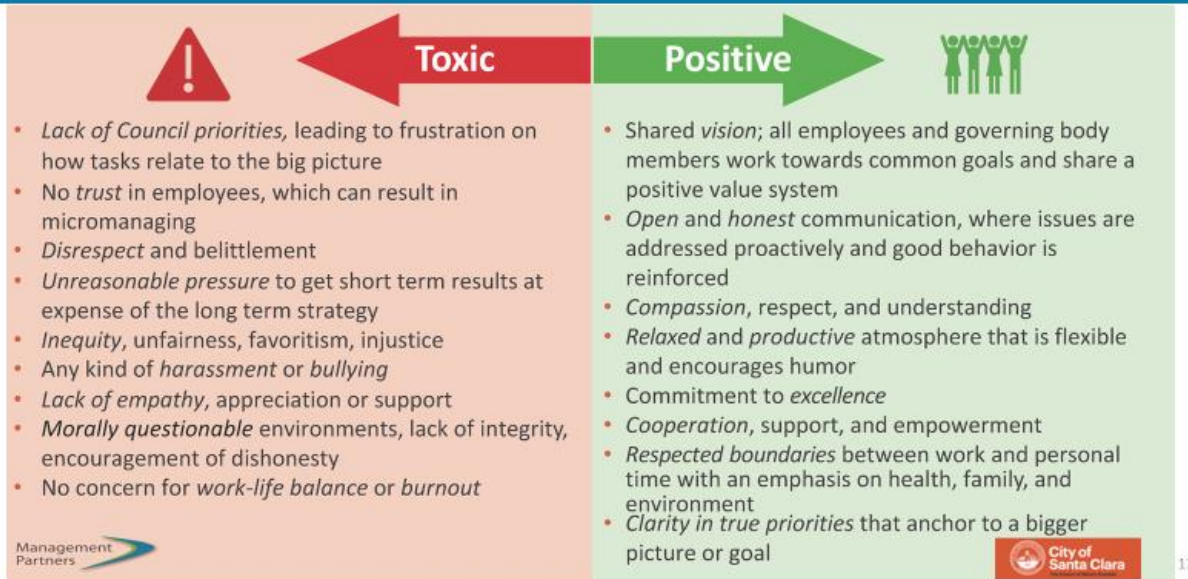 Toxic
Lack of Council priorities, leading to frustration on
how tasks relate to the big picture
No trust in employees, which can result in
micromanaging
Disrespect and belittlement
Unreasonable pressure to get short term results at
expense of the long term strategy
Inequity, unfairness, favoritism, injustice
Any kind of harassment or bullying
Lack of empathy, appreciation or support
Morally questionable environments, lack of integrity,
encouragement of dishonesty
No concern for work-life balance or burnout
Management
Partners
Positive
Shared vision; all employees and governing body
members work towards common goals and share a
positive value system
Open and honest communication, where issues are
addressed proactively and good behavior is
reinforced
Compassion, respect, and understanding
Relaxed and productive atmosphere that is flexible
and encourages humor
Commitment to excellence
Cooperation, support, and empowerment
Respected boundaries between work and personal
time with an emphasis on health, family, and
environment
Clarity in true priorities that anchor to a bigger
picture or goal
City of
Santa Clara